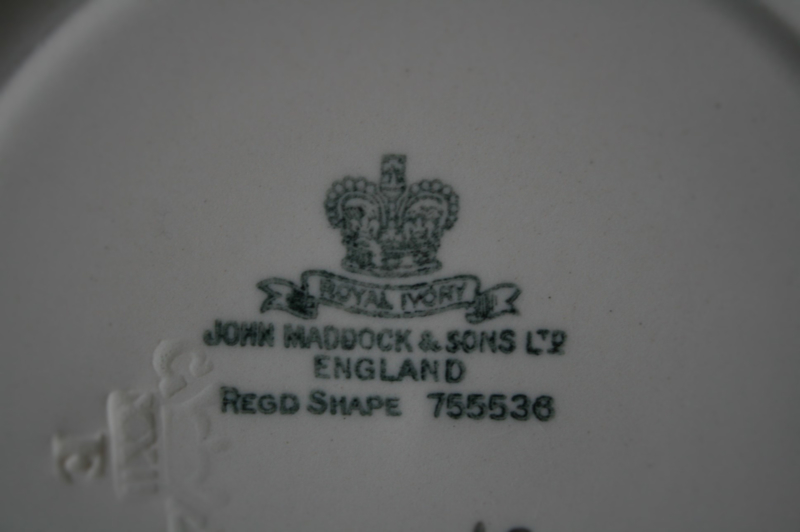 ROYAL IVORY
JOHN MADDOCK & SONS LTD
ENGLAND
REGD SHAPE 755536